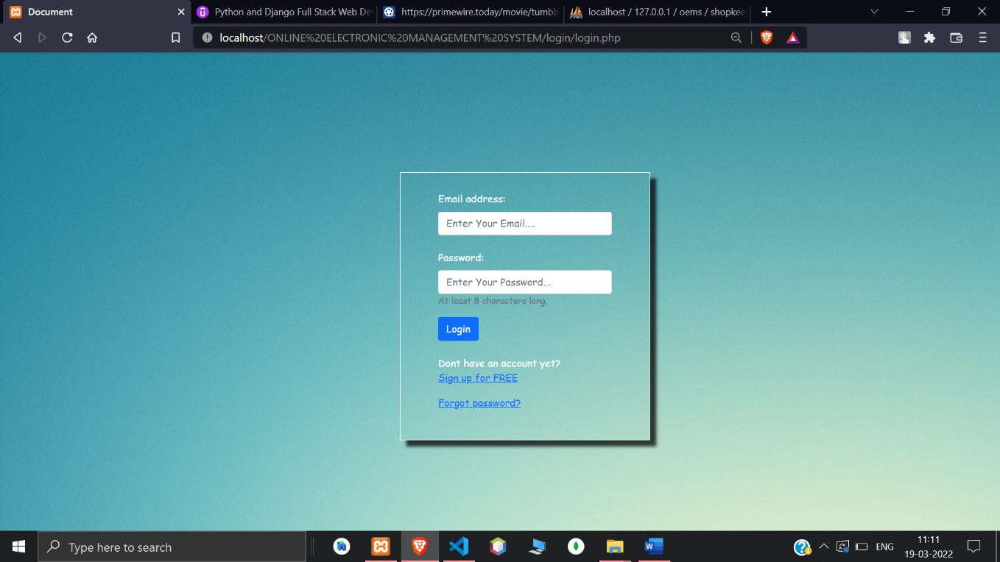 Document
Python and Django Full Stack Web De
https://primewire.today/movie/tumbb
localhost / 127.0.0.1 / oems / shopkee
localhost/ONLINE%20ELECTRONIC%20MANAGEMENT%20SYSTEM/login/login.php
Email address:
Enter Your Email....
Password:
Enter Your Password...
At least 8 characters long.
Login
Dont have an account yet?
Sign up for FREE
Forgot password?
Type here to search
ENG
11:11
19-03-2022